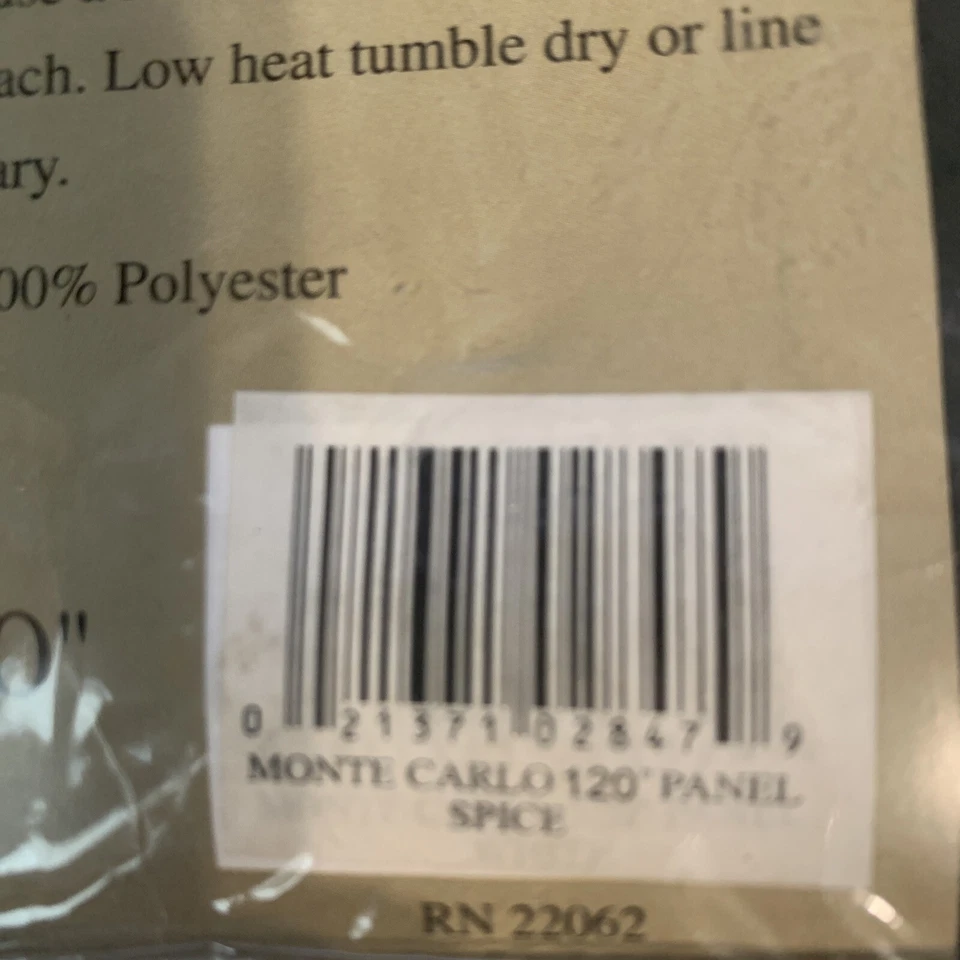 ach. Low heat tumble dry or line
ary.
00% Polyester
0"
0 21371 02847 9
MONTE CARLO 120" PANEL
SPICE
RN 22062